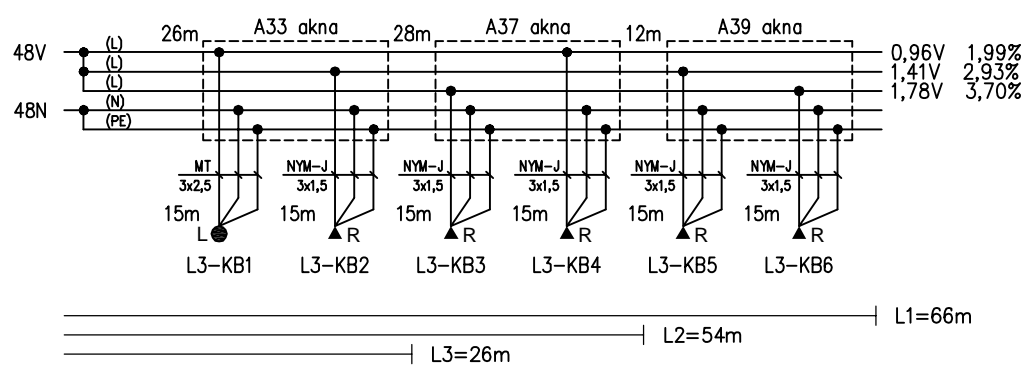 26m A33 akna 28m A37 akna 12m A39 akna
48V (L) 0,96V 1,99%
(L) 1,41V 2,93%
(L) 1,78V 3,70%
48N (N)
(PE)
MT NYM-J NYM-J NYM-J NYM-J NYM-J
3x2,5 3x1,5 3x1,5 3x1,5 3x1,5 3x1,5
15m 15m 15m 15m 15m 15m
L R R R R R
L3-KB1 L3-KB2 L3-KB3 L3-KB4 L3-KB5 L3-KB6
L1=66m
L2=54m
L3=26m